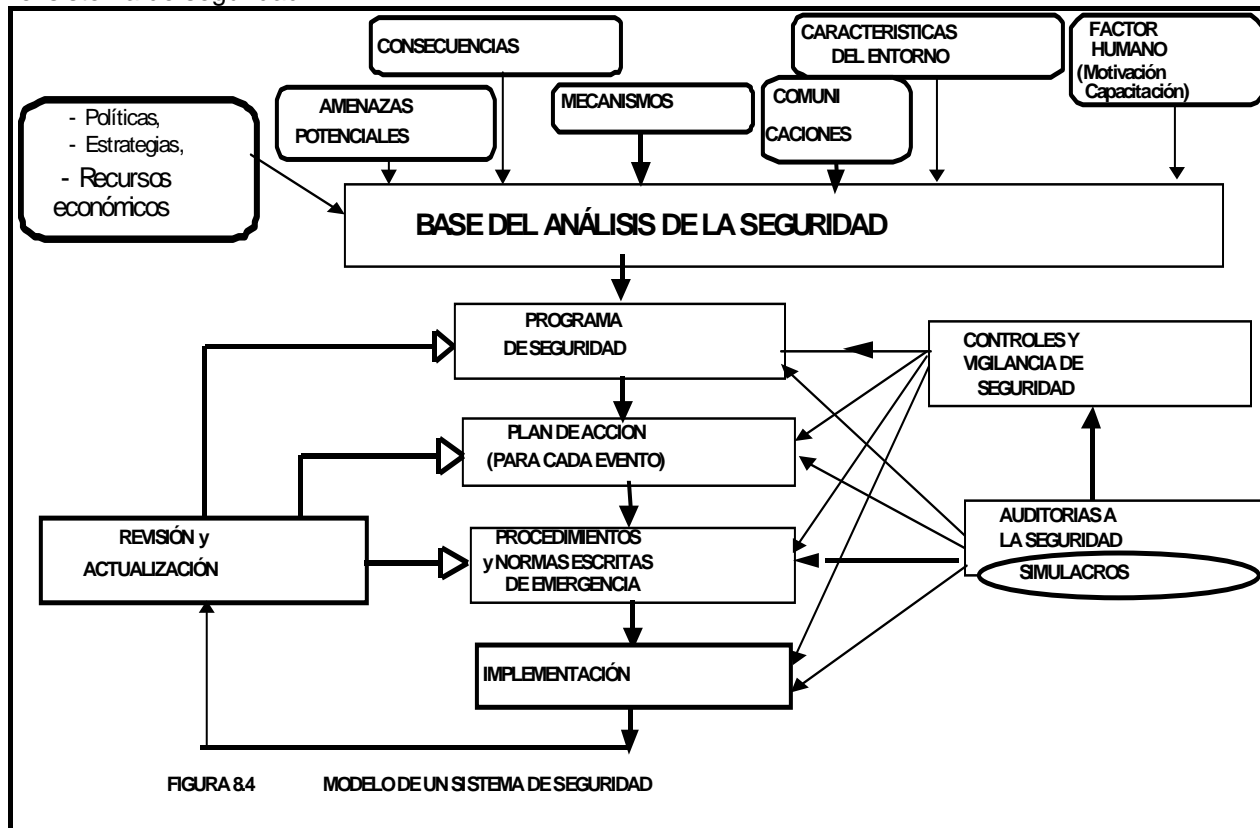 CONSECUENCIAS
CARACTERISTICAS
DEL ENTORNO
FACTOR
HUMANO
(Motivación
Capacitación)
AMENAZAS
POTENCIALES
MECANISMOS
COMUNI
CACIONES
- Políticas,
- Estrategias,
- Recursos
económicos
BASE DEL ANÁLISIS DE LA SEGURIDAD
PROGRAMA
DE SEGURIDAD
CONTROLES Y
VIGILANCIA DE
SEGURIDAD
PLAN DE ACCION
(PARA CADA EVENTO)
REVISIÓN y
ACTUALIZACIÓN
PROCEDIMIENTOS
y NORMAS ESCRITAS
DE EMERGENCIA
AUDITORIAS A
LA SEGURIDAD
SIMULACROS
IMPLEMENTACIÓN
FIGURA 8.4 MODELO DE UN SISTEMA DE SEGURIDAD